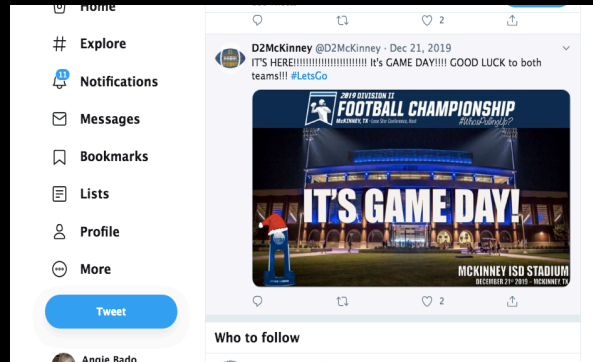 Home
# Explore
11
Notifications
Messages
Bookmarks
Lists
Profile
More
Tweet
Angie Bado
2
D2McKinney @D2McKinney · Dec 21, 2019
IT'S HERE!!!!!!!!!!!!!!!!!!!!!!!!! It's GAME DAY!!!! GOOD LUCK to both
teams!!! #LetsGo
2019 DIVISION II
FOOTBALL CHAMPIONSHIP
McKINNEY, TX - Lone Star Conference, Host
#WhosPullingUp?
IT'S GAME DAY!
MCKINNEY ISD STADIUM
DECEMBER 21ST 2019 - MCKINNEY, TX
2
Who to follow